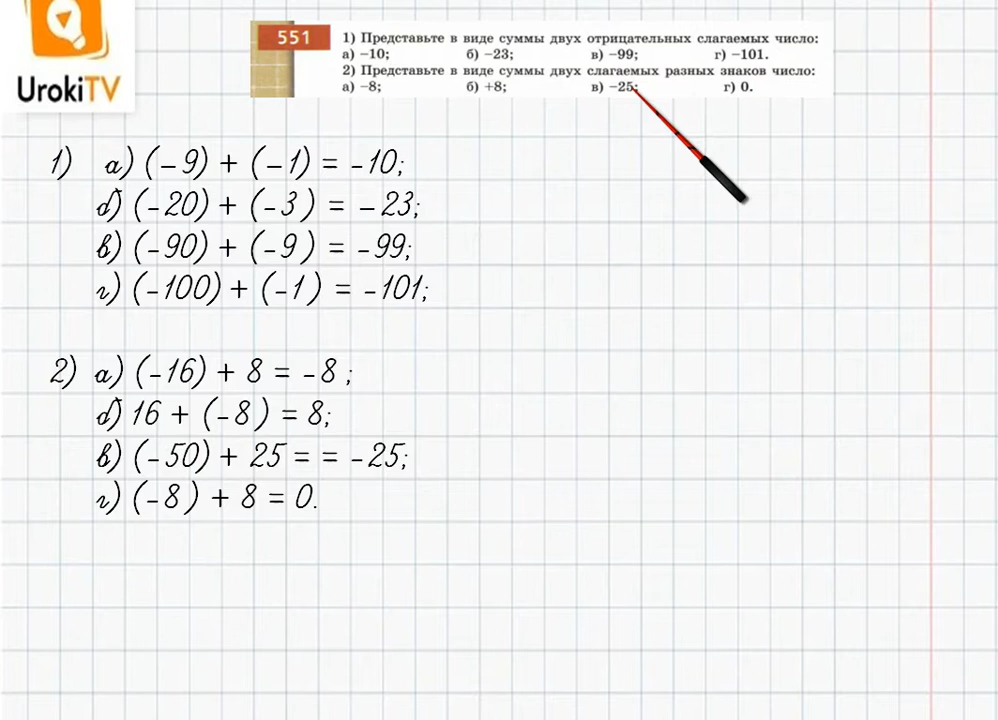 UrokiTV
551
1) Представьте в виде суммы двух отрицательных слагаемых число:
а) −10; б) −23; в) −99; г) −101.
2) Представьте в виде суммы двух слагаемых разных знаков число:
а) −8; б) +8; в) −25; г) 0.
1) а) (-9) + (-1) = -10;
б) (-20) + (-3) = -23;
в) (-90) + (-9) = -99;
г) (-100) + (-1) = -101;
2) а) (-16) + 8 = -8;
б) 16 + (-8) = 8;
в) (-50) + 25 = = -25;
г) (-8) + 8 = 0.